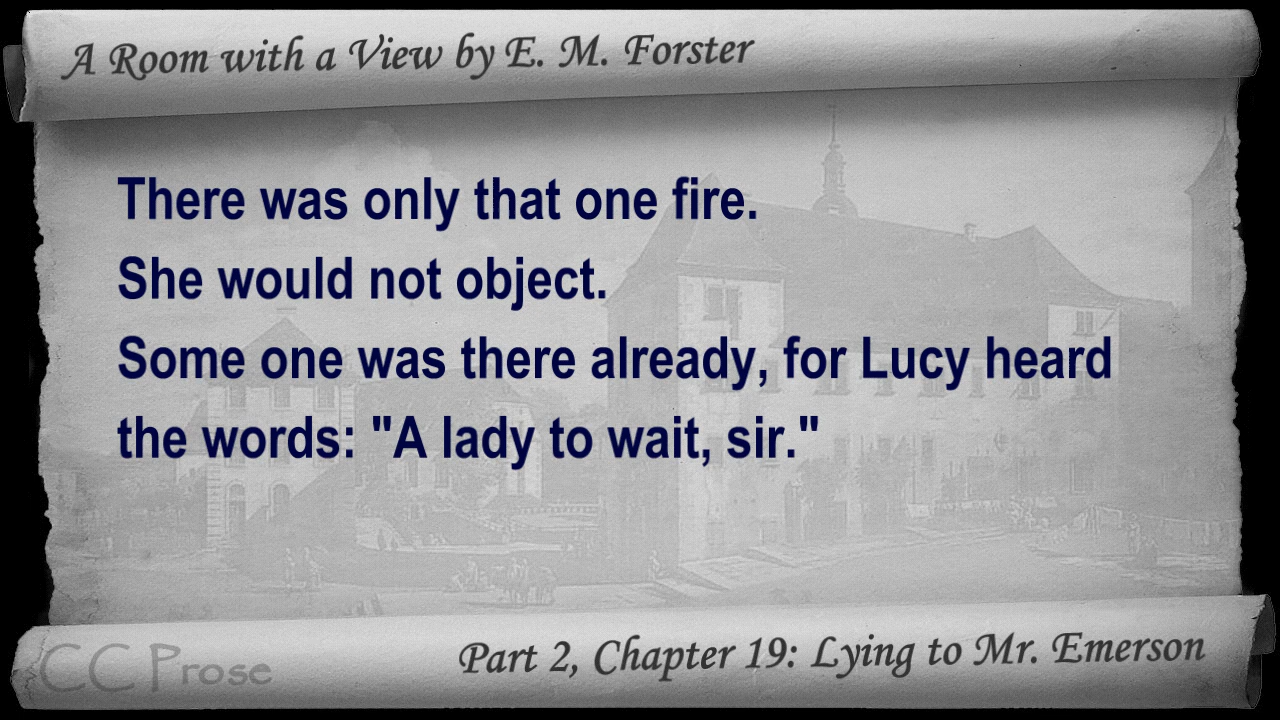 A Room with a View by E. M. Forster
There was only that one fire.
She would not object.
Some one was there already, for Lucy heard
the words: "A lady to wait, sir."
CC Prose
Part 2, Chapter 19: Lying to Mr. Emerson